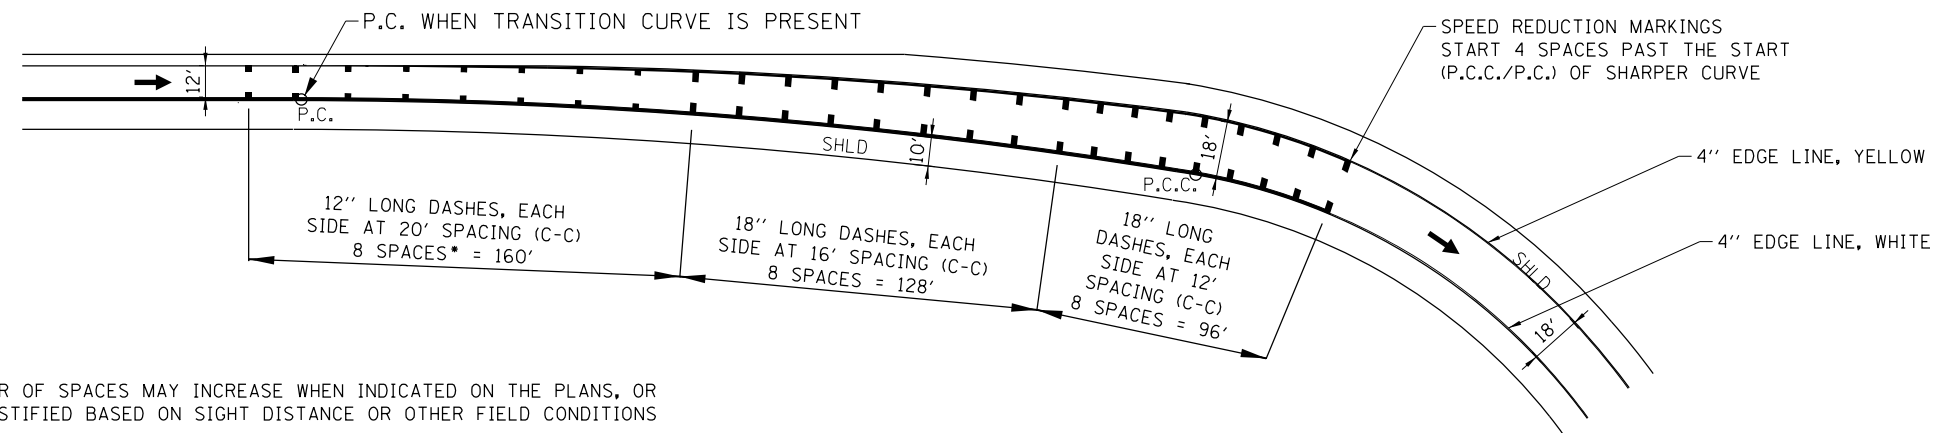 P.C. WHEN TRANSITION CURVE IS PRESENT
SPEED REDUCTION MARKINGS
START 4 SPACES PAST THE START
(P.C.C./P.C.) OF SHARPER CURVE
12'
P.C.
SHLD
10'
18'
P.C.C.
4'' EDGE LINE, YELLOW
4'' EDGE LINE, WHITE
SHLD
18'
12'' LONG DASHES, EACH
SIDE AT 20' SPACING (C-C)
8 SPACES* = 160'
18'' LONG DASHES, EACH
SIDE AT 16' SPACING (C-C)
8 SPACES = 128'
18'' LONG
DASHES, EACH
SIDE AT 12'
SPACING (C-C)
8 SPACES = 96'
R OF SPACES MAY INCREASE WHEN INDICATED ON THE PLANS, OR
STIFIED BASED ON SIGHT DISTANCE OR OTHER FIELD CONDITIONS